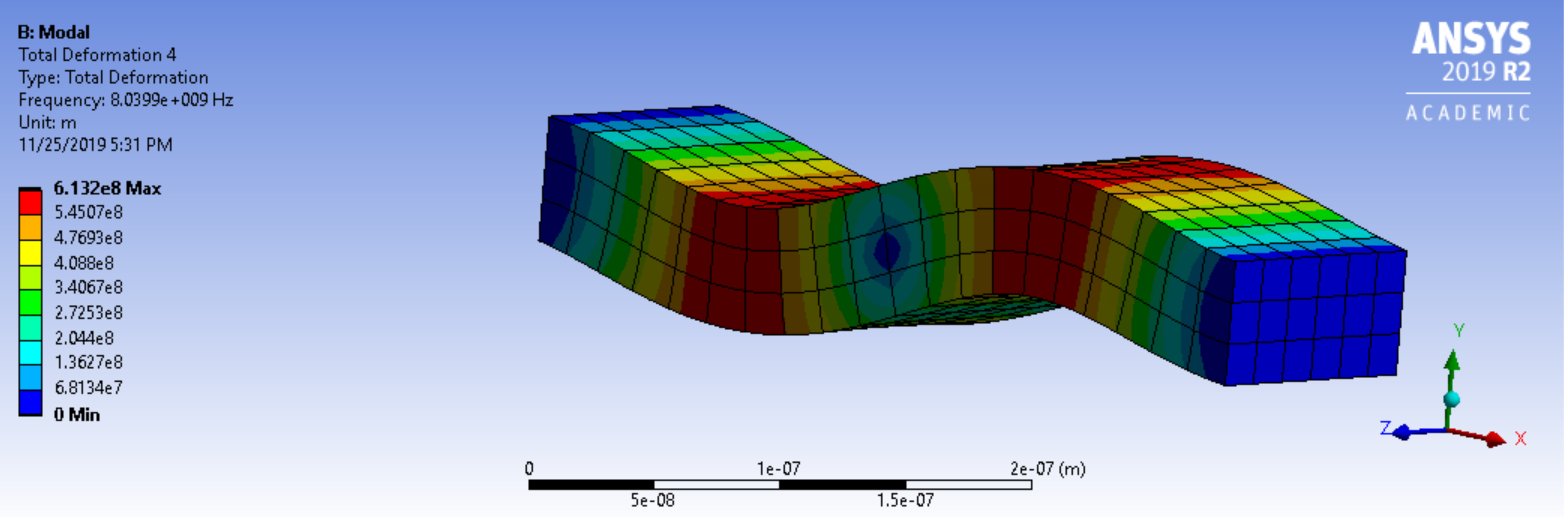 B: Modal
Total Deformation 4
Type: Total Deformation
Frequency: 8.0399e+009 Hz
Unit: m
11/25/2019 5:31 PM
6.132e8 Max
5.4507e8
4.7693e8
4.088e8
3.4067e8
2.7253e8
2.044e8
1.3627e8
6.8134e7
0 Min
ANSYS
2019 R2
ACADEMIC
Y
Z
X
0
1e-07
2e-07 (m)
5e-08
1.5e-07